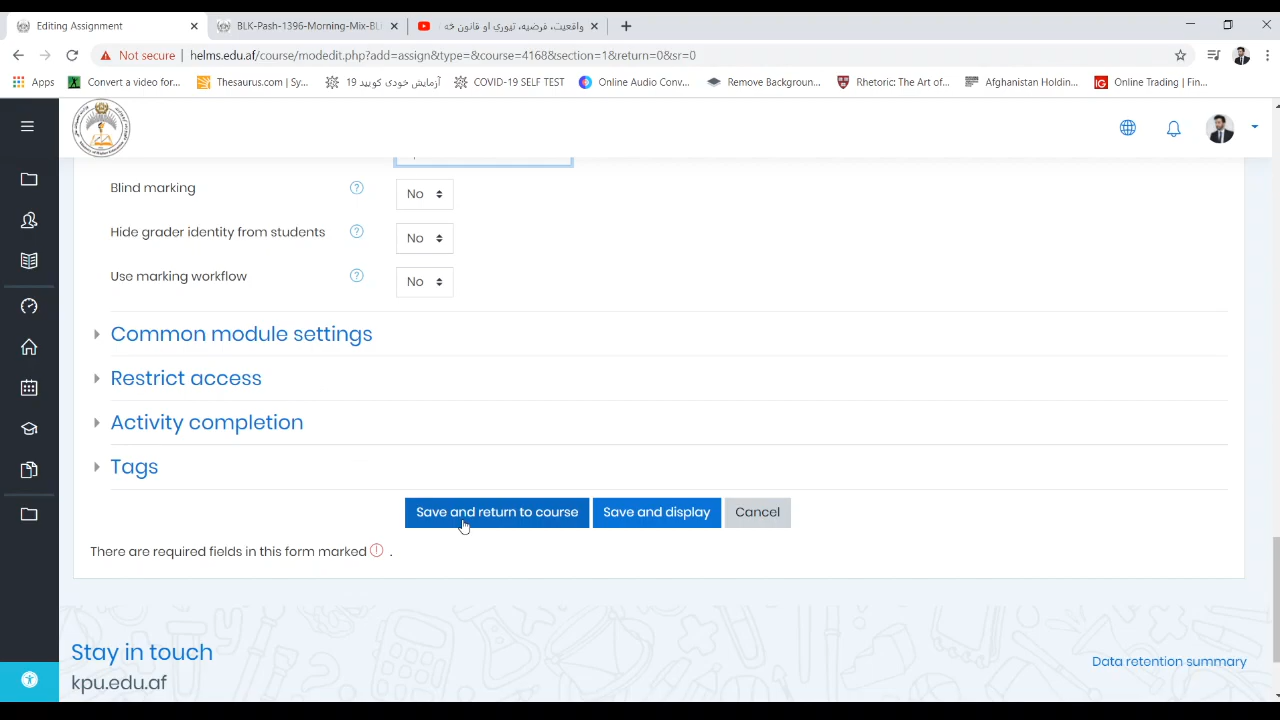 Editing Assignment
BLK-Pash-1396-Morning-Mix-BL
واقعیت، فرضیه، تیوري او قانون څه
Not secure | helms.edu.af/course/modedit.php?add=assign&type=&course=4168&section=1&return=0&sr=0
Apps
Convert a video for...
Thesaurus.com | Sy...
آزمایش خودی کووید 19
COVID-19 SELF TEST
Online Audio Conv...
Remove Backgroun...
Rhetoric: The Art of...
Afghanistan Holdin...
Online Trading | Fin...
Blind marking
No
Hide grader identity from students
No
Use marking workflow
No
Common module settings
Restrict access
Activity completion
Tags
Save and return to course
Save and display
Cancel
There are required fields in this form marked .
Stay in touch
Data retention summary
kpu.edu.af